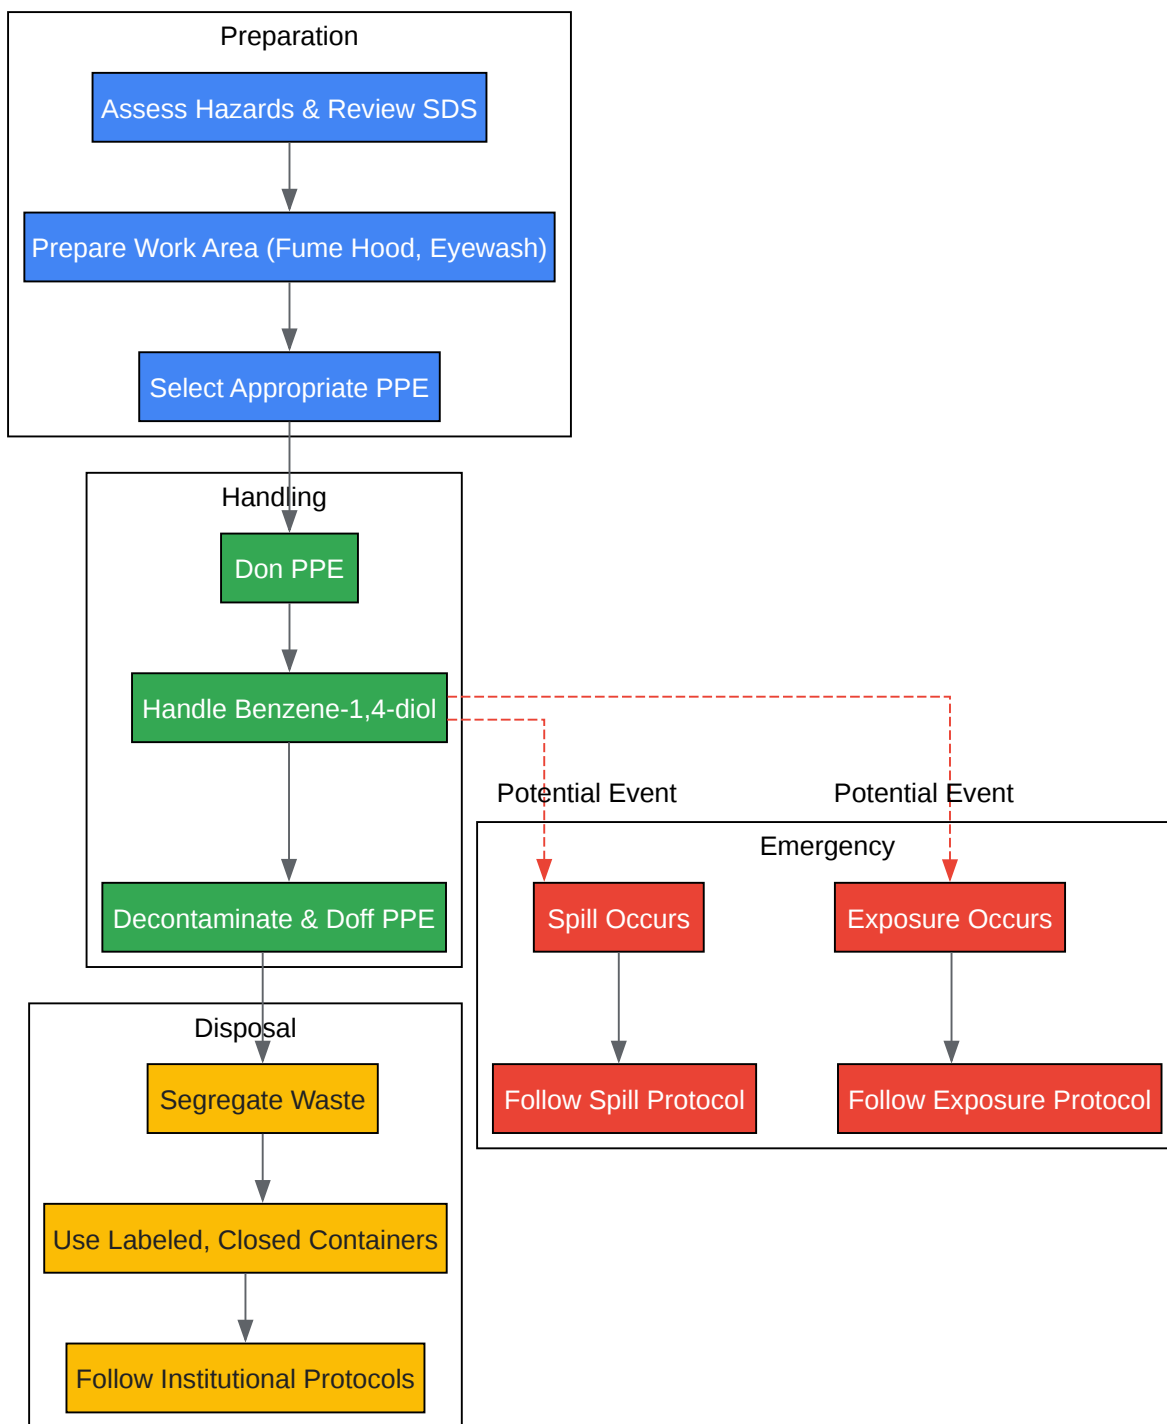 Preparation
Assess Hazards & Review SDS
Prepare Work Area (Fume Hood, Eyewash)
Select Appropriate PPE
Handling
Don PPE
Handle Benzene-1,4-diol
Potential Event
Potential Event
Emergency
Decontaminate & Doff PPE
Spill Occurs
Exposure Occurs
Disposal
Segregate Waste
Follow Spill Protocol
Follow Exposure Protocol
Use Labeled, Closed Containers
Follow Institutional Protocols